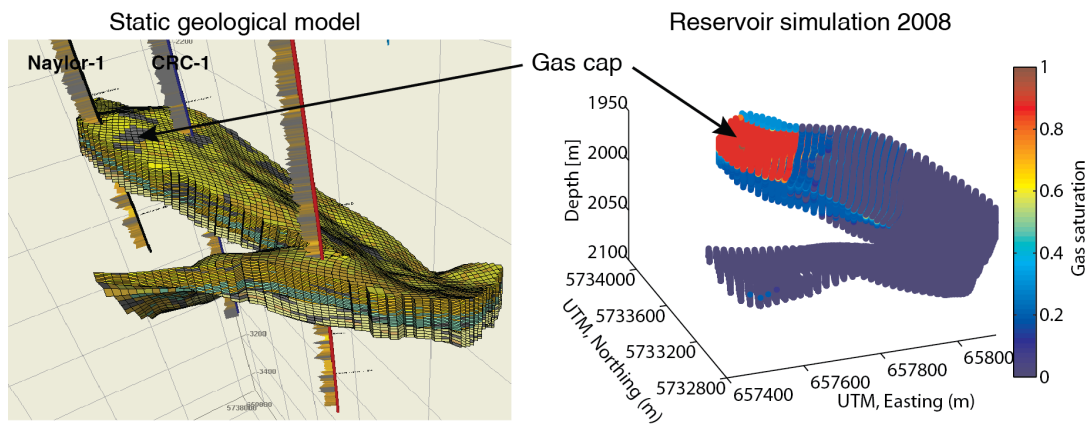 Static geological model
Reservoir simulation 2008
Naylor-1
CRC-1
2200
Gas cap
3200
3400
1950
2000
2050
2100
Depth [m]
5734000
5733600
5733200
5732800
UTM, Northing (m)
657400
657600
657800
65800
UTM, Easting (m)
1
0.8
0.6
0.4
0.2
0
Gas saturation